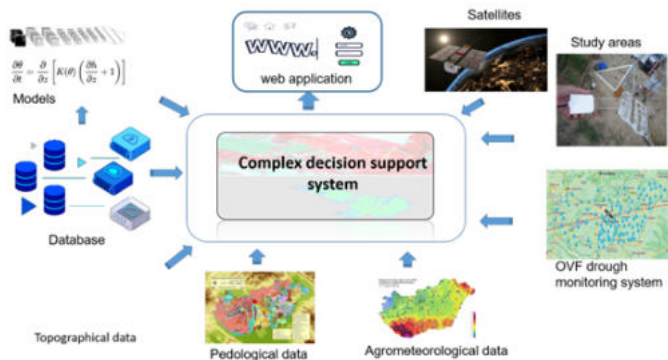 Satellites
Study areas
www.
web application
∂θ/∂t = ∂/∂z [K(θ) (∂h/∂z + 1)]
Models
Complex decision support
system
Database
OVF drough
monitoring system
Topographical data
Pedological data
Agrometeorological data